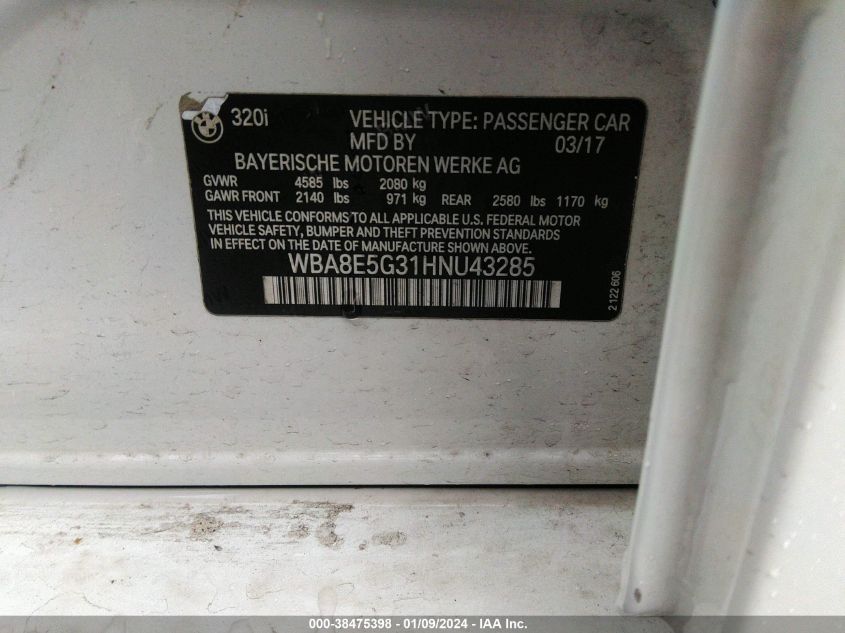 320i VEHICLE TYPE: PASSENGER CAR
MFD BY 03/17
BAYERISCHE MOTOREN WERKE AG
GVWR 4585 lbs 2080 kg
GAWR FRONT 2140 lbs 971 kg REAR 2580 lbs 1170 kg
THIS VEHICLE CONFORMS TO ALL APPLICABLE U.S. FEDERAL MOTOR
VEHICLE SAFETY, BUMPER AND THEFT PREVENTION STANDARDS
IN EFFECT ON THE DATE OF MANUFACTURE SHOWN ABOVE.
WBA8E5G31HNU43285
2 122 606
000-38475398 - 01/09/2024 - IAA Inc.